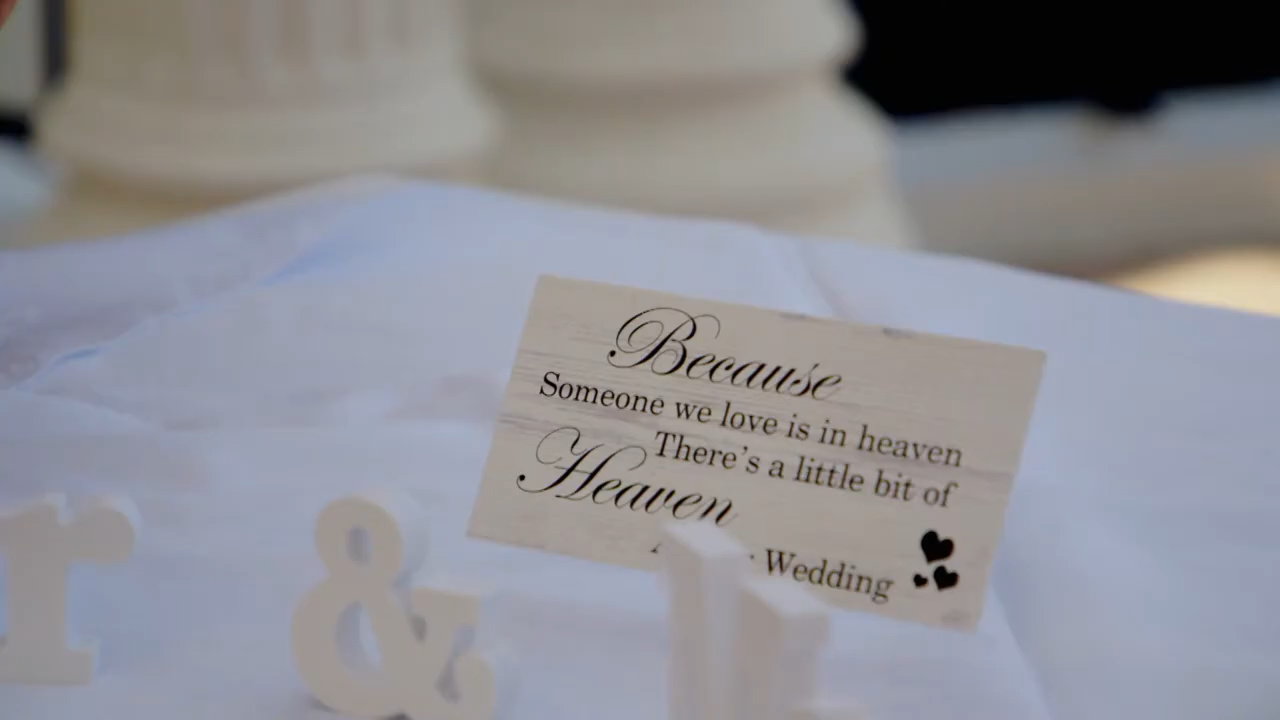 Because
Someone we love is in heaven
There's a little bit of
Heaven
Wedding
r &